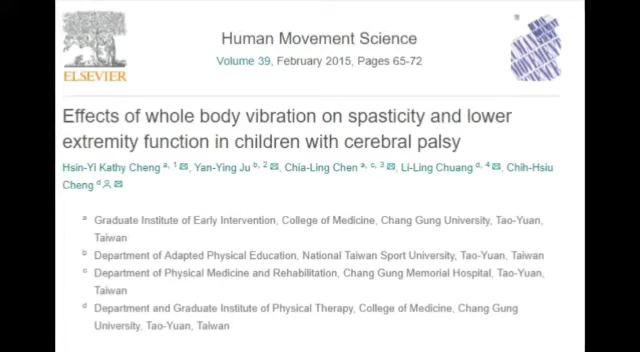 ELSEVIER
Human Movement Science
Volume 39, February 2015, Pages 65-72
Effects of whole body vibration on spasticity and lower
extremity function in children with cerebral palsy
Hsin-Yi Kathy Cheng a, 1 ✉, Yan-Ying Ju b, 2 ✉, Chia-Ling Chen a, c, 3 ✉, Li-Ling Chuang d, 4 ✉, Chih-Hsiu
Cheng d ✉
a Graduate Institute of Early Intervention, College of Medicine, Chang Gung University, Tao-Yuan,
Taiwan
b Department of Adapted Physical Education, National Taiwan Sport University, Tao-Yuan, Taiwan
c Department of Physical Medicine and Rehabilitation, Chang Gung Memorial Hospital, Tao-Yuan,
Taiwan
d Department and Graduate Institute of Physical Therapy, College of Medicine, Chang Gung
University, Tao-Yuan, Taiwan